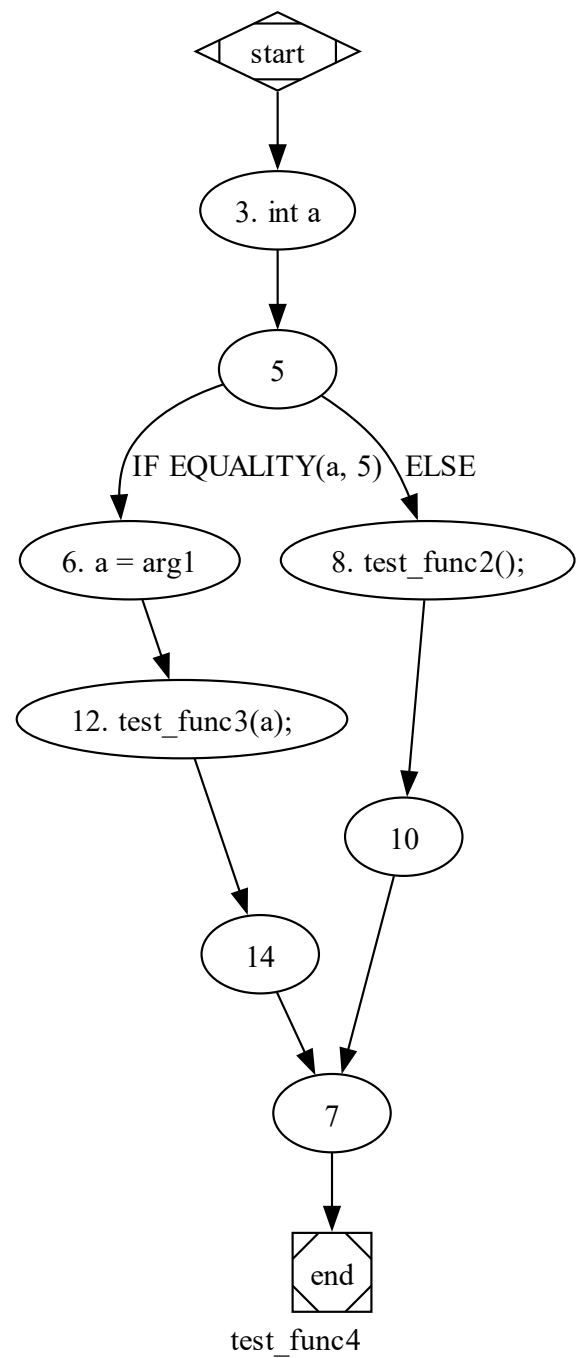 start
3. int a
5
IF EQUALITY(a, 5)
ELSE
6. a = arg1
8. test_func2();
12. test_func3(a);
10
14
7
end
test_func4